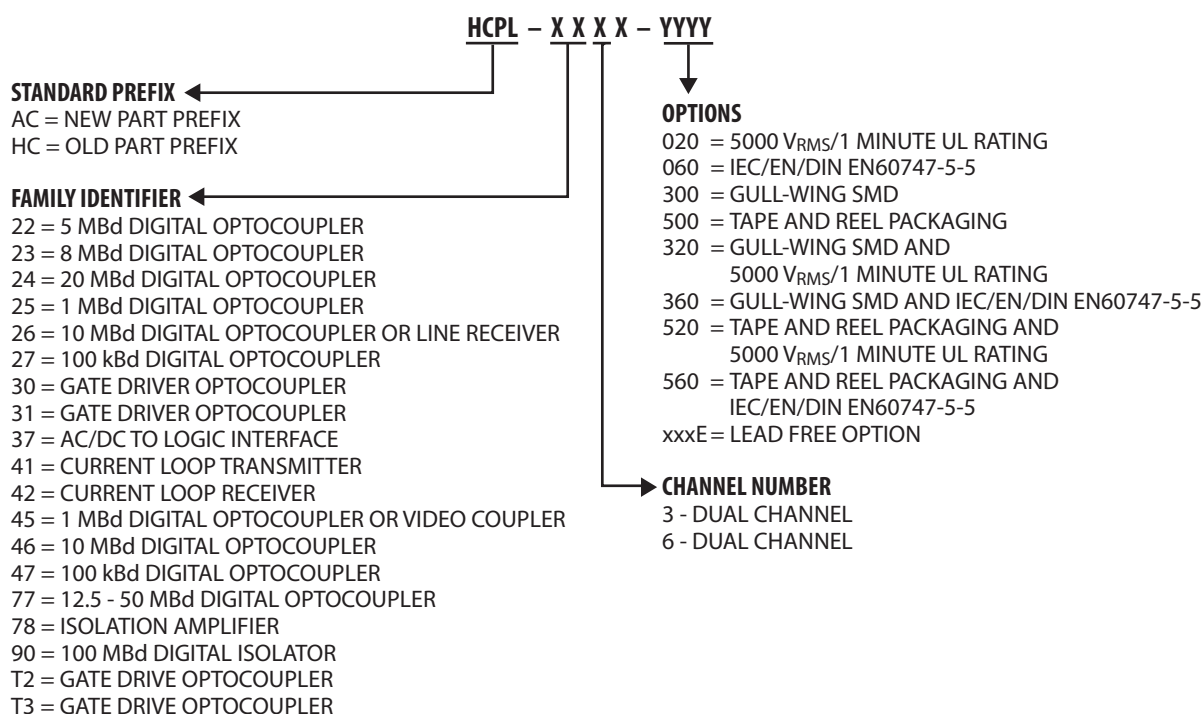 HCPL – X X X X – YYYY
STANDARD PREFIX
AC = NEW PART PREFIX
HC = OLD PART PREFIX
FAMILY IDENTIFIER
22 = 5 MBd DIGITAL OPTOCOUPLER
23 = 8 MBd DIGITAL OPTOCOUPLER
24 = 20 MBd DIGITAL OPTOCOUPLER
25 = 1 MBd DIGITAL OPTOCOUPLER
26 = 10 MBd DIGITAL OPTOCOUPLER OR LINE RECEIVER
27 = 100 kBd DIGITAL OPTOCOUPLER
30 = GATE DRIVER OPTOCOUPLER
31 = GATE DRIVER OPTOCOUPLER
37 = AC/DC TO LOGIC INTERFACE
41 = CURRENT LOOP TRANSMITTER
42 = CURRENT LOOP RECEIVER
45 = 1 MBd DIGITAL OPTOCOUPLER OR VIDEO COUPLER
46 = 10 MBd DIGITAL OPTOCOUPLER
47 = 100 kBd DIGITAL OPTOCOUPLER
77 = 12.5 - 50 MBd DIGITAL OPTOCOUPLER
78 = ISOLATION AMPLIFIER
90 = 100 MBd DIGITAL ISOLATOR
T2 = GATE DRIVE OPTOCOUPLER
T3 = GATE DRIVE OPTOCOUPLER
OPTIONS
020 = 5000 VRMS/1 MINUTE UL RATING
060 = IEC/EN/DIN EN60747-5-5
300 = GULL-WING SMD
500 = TAPE AND REEL PACKAGING
320 = GULL-WING SMD AND
5000 VRMS/1 MINUTE UL RATING
360 = GULL-WING SMD AND IEC/EN/DIN EN60747-5-5
520 = TAPE AND REEL PACKAGING AND
5000 VRMS/1 MINUTE UL RATING
560 = TAPE AND REEL PACKAGING AND
IEC/EN/DIN EN60747-5-5
xxxE = LEAD FREE OPTION
CHANNEL NUMBER
3 - DUAL CHANNEL
6 - DUAL CHANNEL